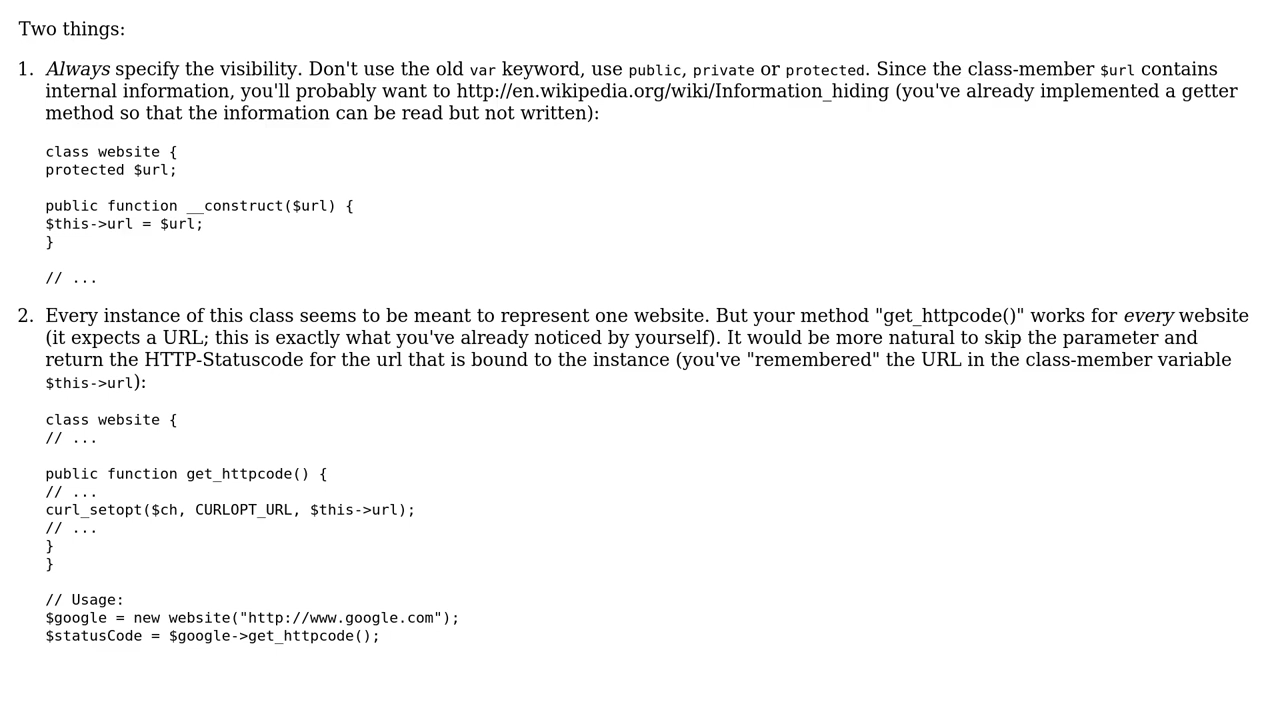 Two things:
1. Always specify the visibility. Don't use the old var keyword, use public, private or protected. Since the class-member $url contains
internal information, you'll probably want to http://en.wikipedia.org/wiki/Information_hiding (you've already implemented a getter
method so that the information can be read but not written):
class website {
protected $url;
public function __construct($url) {
$this->url = $url;
}
// ...
2. Every instance of this class seems to be meant to represent one website. But your method "get_httpcode()" works for every website
(it expects a URL; this is exactly what you've already noticed by yourself). It would be more natural to skip the parameter and
return the HTTP-Statuscode for the url that is bound to the instance (you've "remembered" the URL in the class-member variable
$this->url):
class website {
// ...
public function get_httpcode() {
// ...
curl_setopt($ch, CURLOPT_URL, $this->url);
// ...
}
}
// Usage:
$google = new website("http://www.google.com");
$statusCode = $google->get_httpcode();